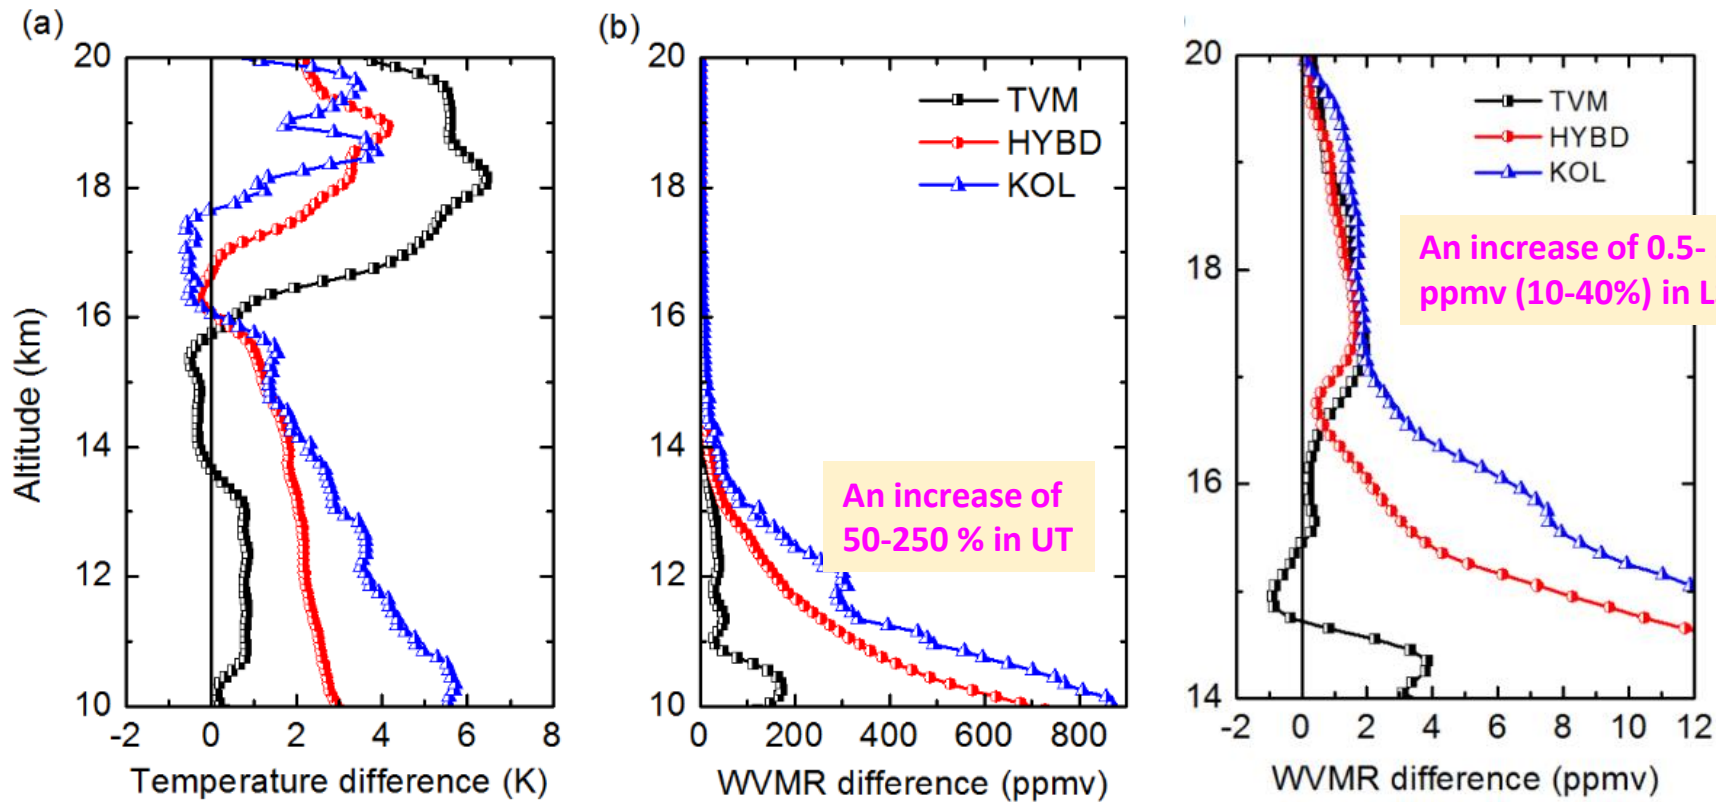 (a)
20
18
16
14
12
10
Altitude (km)
-2 0 2 4 6 8
Temperature difference (K)
(b)
20
18
16
14
12
10
TVM
HYBD
KOL
An increase of
50-250 % in UT
0 200 400 600 800
WVMR difference (ppmv)
20
18
16
14
TVM
HYBD
KOL
An increase of 0.5-
ppmv (10-40%) in L
-2 0 2 4 6 8 10 12
WVMR difference (ppmv)